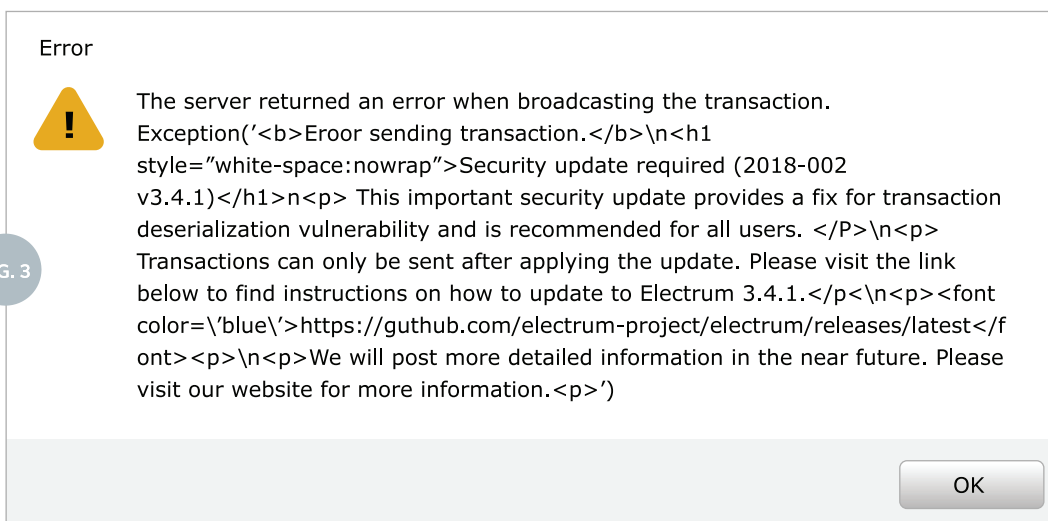 Error
The server returned an error when broadcasting the transaction.
Exception(’<b>Eroor sending transaction.</b>\n<h1
style=”white-space:nowrap”>Security update required (2018-002
v3.4.1)</h1>n<p> This important security update provides a fix for transaction
deserialization vulnerability and is recommended for all users. </P>\n<p>
Transactions can only be sent after applying the update. Please visit the link
below to find instructions on how to update to Electrum 3.4.1.</p<\n<p><font
color=\’blue\’>https://guthub.com/electrum-project/electrum/releases/latest</f
ont><p>\n<p>We will post more detailed information in the near future. Please
visit our website for more information.<p>’)
G. 3
OK